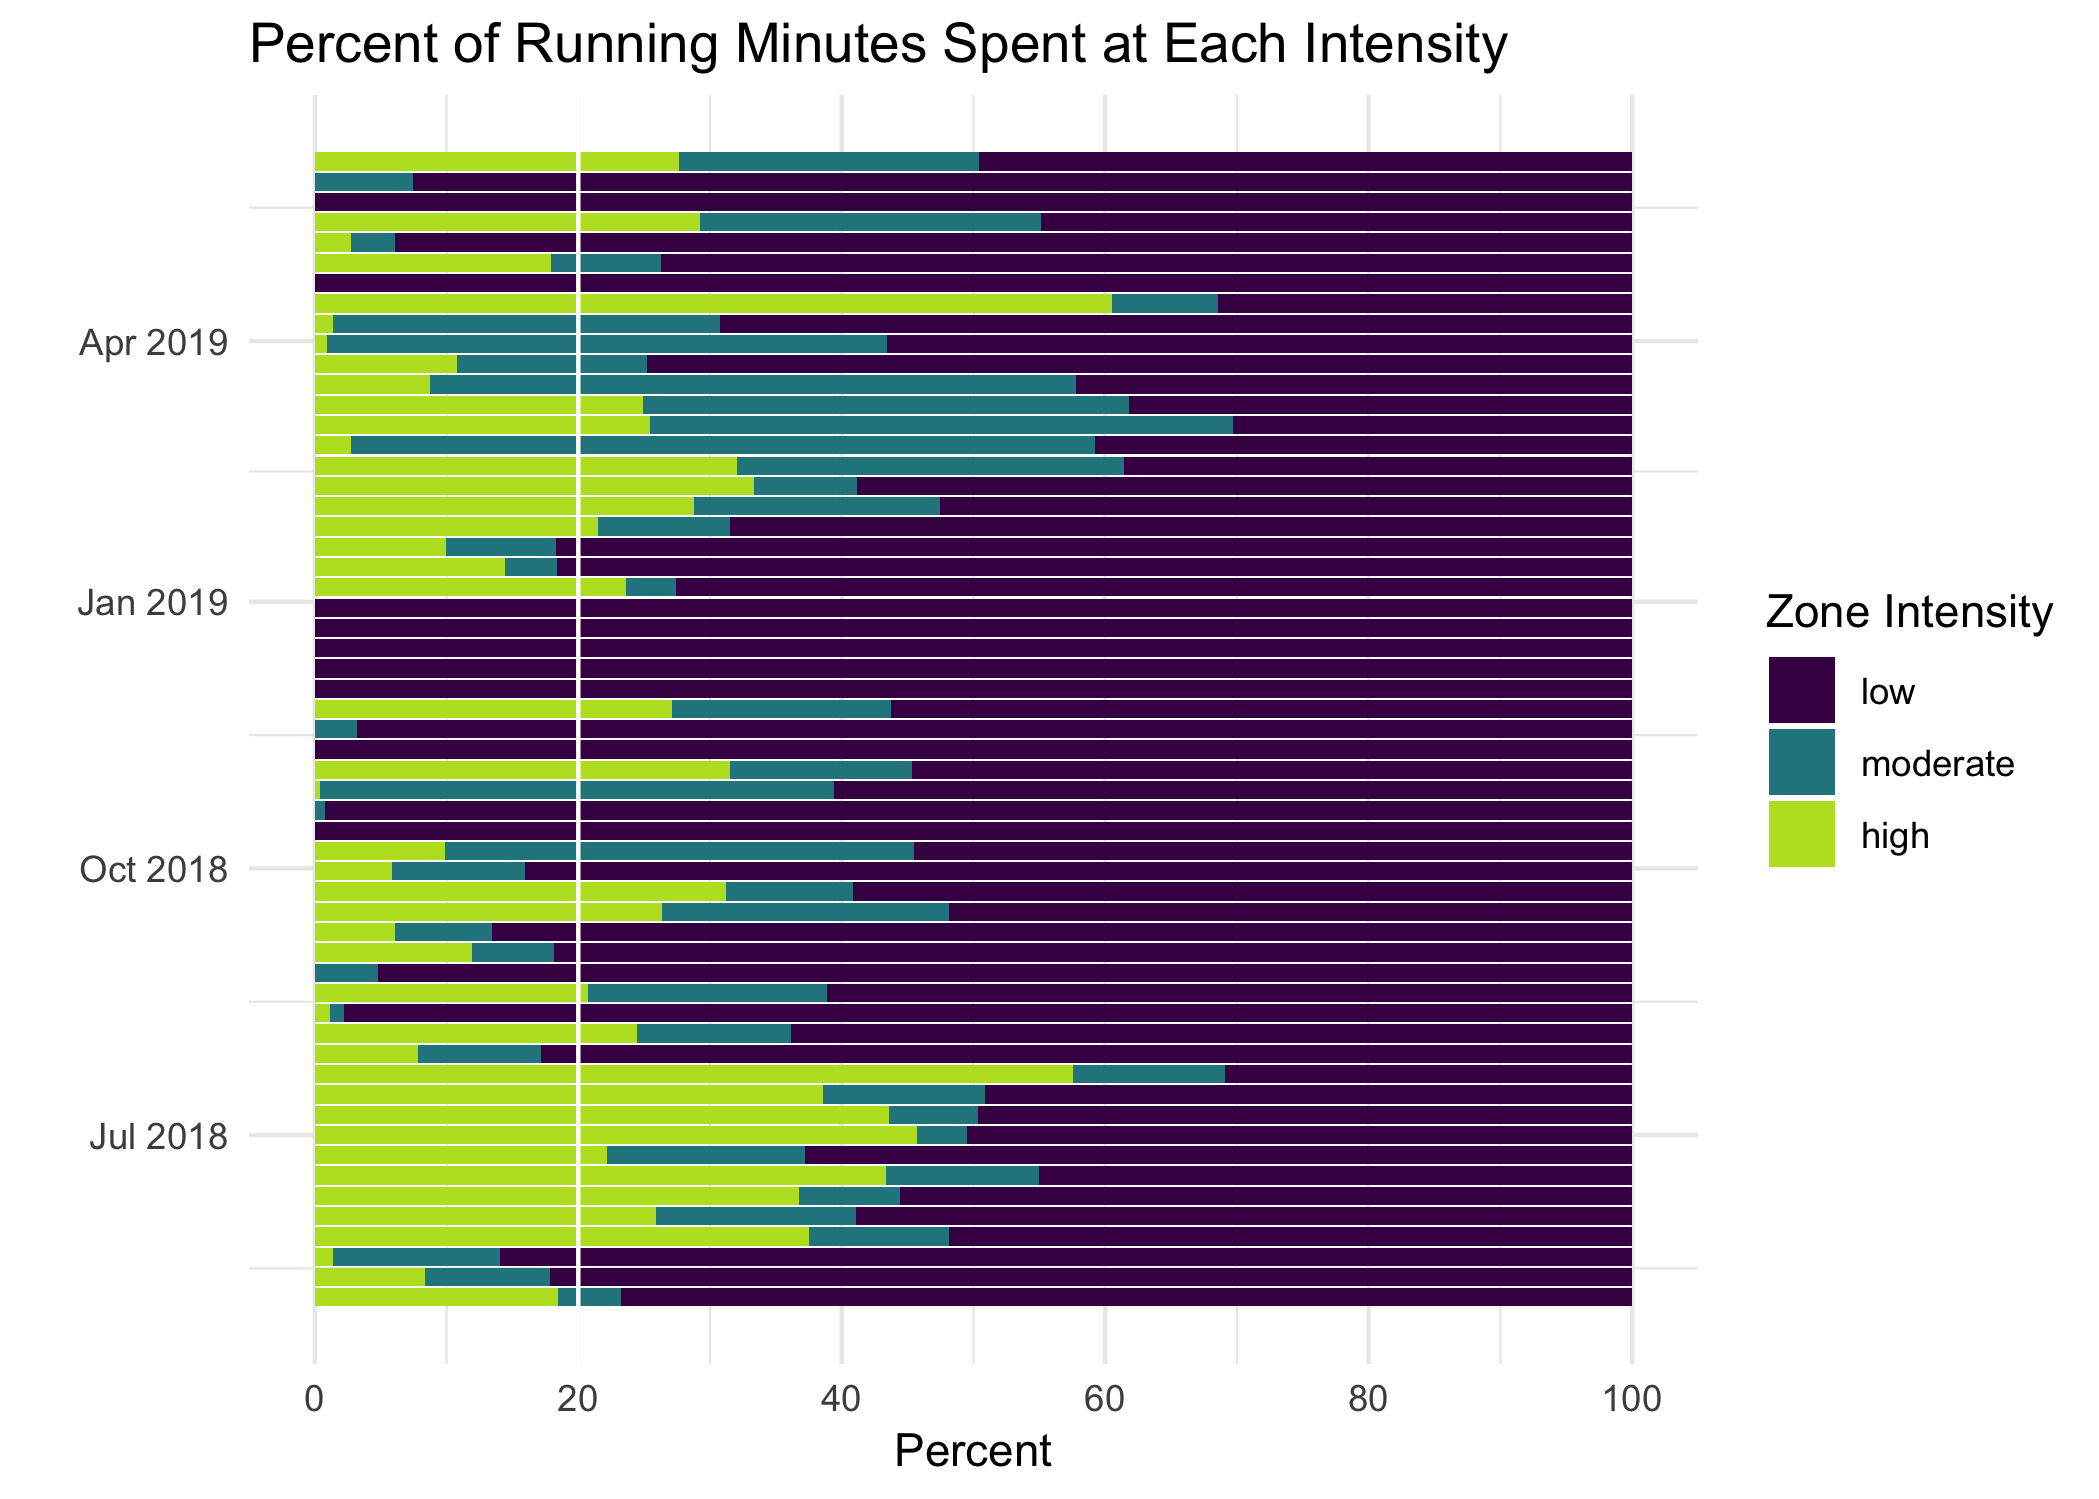 Percent of Running Minutes Spent at Each Intensity
Apr 2019
Jan 2019
Oct 2018
Jul 2018
0 20 40 60 80 100
Percent
Zone Intensity
low
moderate
high